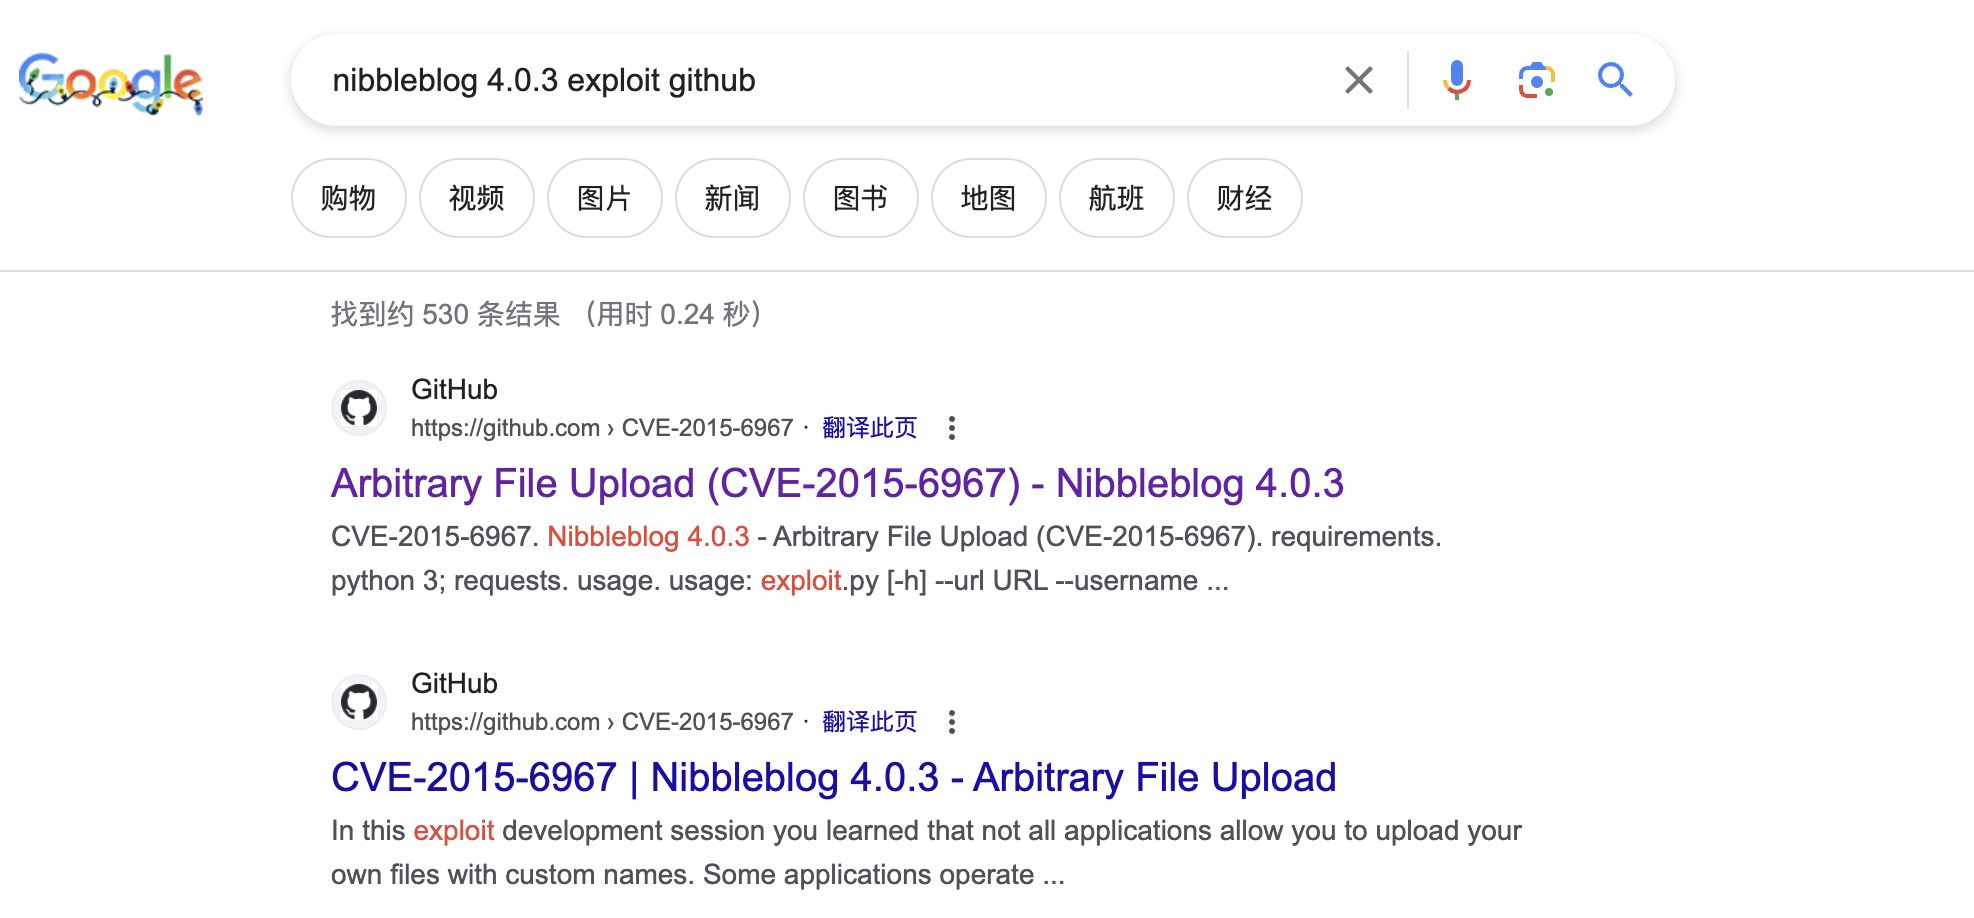 Google
nibbleblog 4.0.3 exploit github
购物 视频 图片 新闻 图书 地图 航班 财经
找到约 530 条结果 （用时 0.24 秒）
GitHub
https://github.com › CVE-2015-6967 · 翻译此页
Arbitrary File Upload (CVE-2015-6967) - Nibbleblog 4.0.3
CVE-2015-6967. Nibbleblog 4.0.3 - Arbitrary File Upload (CVE-2015-6967). requirements.
python 3; requests. usage. usage: exploit.py [-h] --url URL --username ...
GitHub
https://github.com › CVE-2015-6967 · 翻译此页
CVE-2015-6967 | Nibbleblog 4.0.3 - Arbitrary File Upload
In this exploit development session you learned that not all applications allow you to upload your
own files with custom names. Some applications operate ...